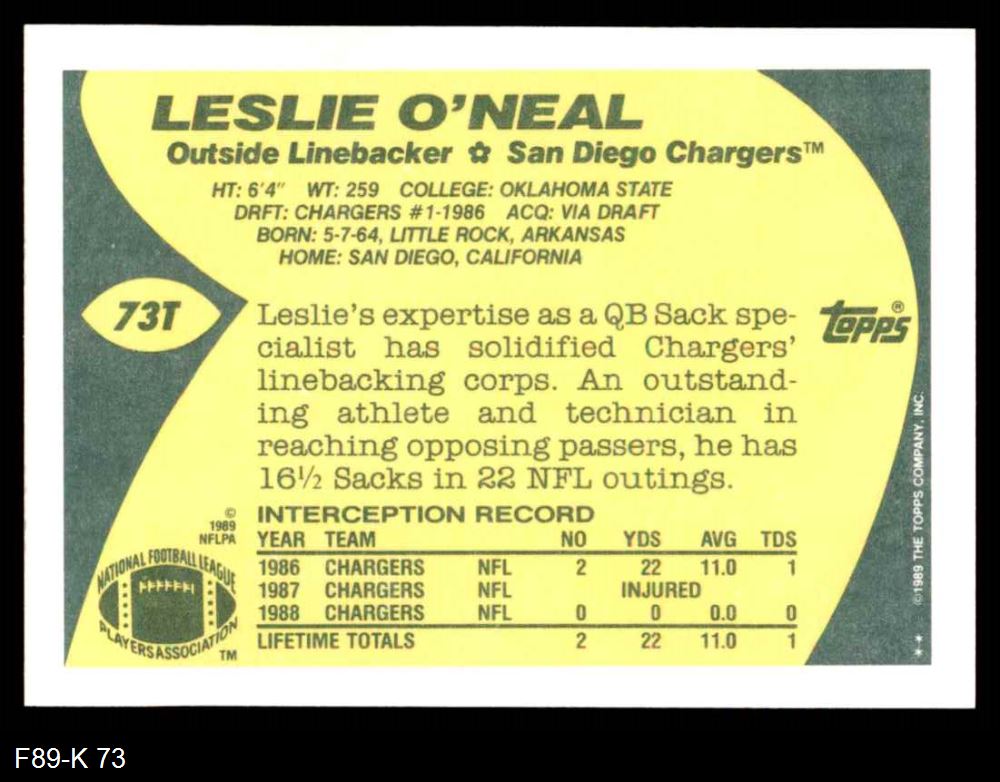 LESLIE O'NEAL
Outside Linebacker ✿ San Diego Chargers™
HT: 6'4" WT: 259 COLLEGE: OKLAHOMA STATE
DRFT: CHARGERS #1-1986 ACQ: VIA DRAFT
BORN: 5-7-64, LITTLE ROCK, ARKANSAS
HOME: SAN DIEGO, CALIFORNIA
73T
Leslie's expertise as a QB Sack spe-
cialist has solidified Chargers'
linebacking corps. An outstand-
ing athlete and technician in
reaching opposing passers, he has
16½ Sacks in 22 NFL outings.
topps®
©1989 THE TOPPS COMPANY, INC.
**
©
1989
NFLPA
NATIONAL FOOTBALL LEAGUE
PLAYERS ASSOCIATION
TM
INTERCEPTION RECORD
YEAR TEAM NO YDS AVG TDS
1986 CHARGERS NFL 2 22 11.0 1
1987 CHARGERS NFL INJURED
1988 CHARGERS NFL 0 0 0.0 0
LIFETIME TOTALS 2 22 11.0 1
F89-K 73